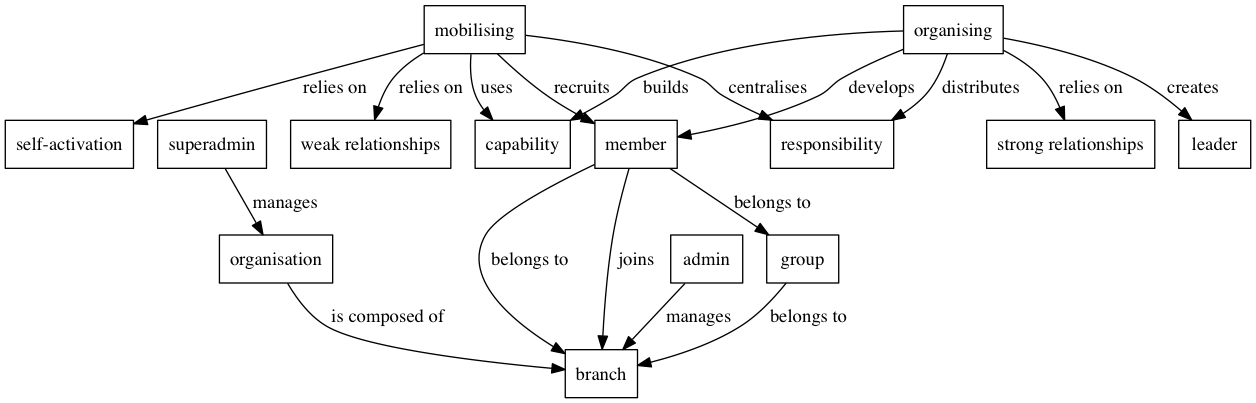 mobilising
organising
relies on
relies on
uses
recruits
builds
centralises
develops
distributes
relies on
creates
self-activation
superadmin
weak relationships
capability
member
responsibility
strong relationships
leader
manages
belongs to
organisation
belongs to
joins
admin
group
is composed of
manages
belongs to
branch